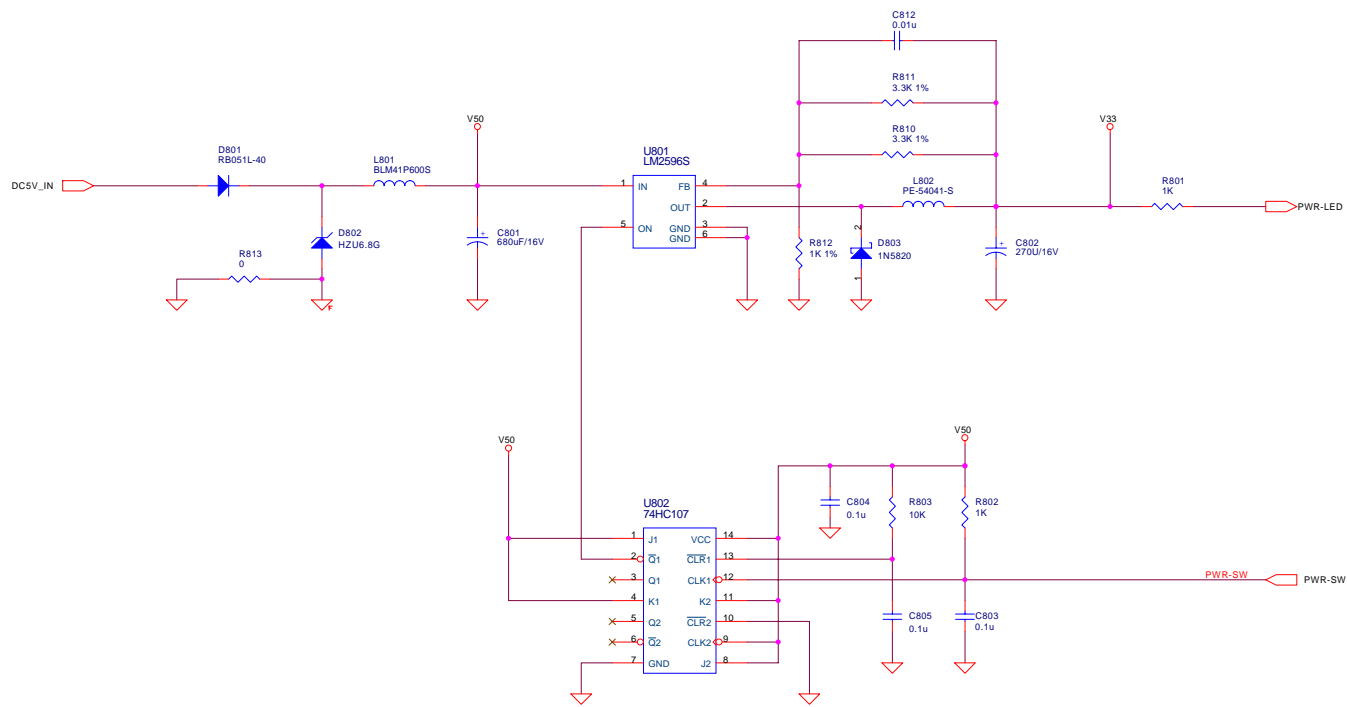 C812
0.01u
R811
3.3K 1%
R810
3.3K 1%
V50
V33
D801
RB051L-40
L801
BLM41P600S
U801
LM2596S
L802
PE-54041-S
R801
1K
DC5V_IN
1 IN FB 4
OUT 2
5 ON GND 3
GND 6
PWR-LED
D802
HZU6.8G
C801
680uF/16V
+
R812
1K 1%
2
D803
1N5820
1
+
C802
270U/16V
R813
0
F
V50
V50
U802
74HC107
C804
0.1u
R803
10K
R802
1K
1 J1 VCC 14
2 Q1 CLR1 13
3 Q1 CLK1 12
4 K1 K2 11
5 Q2 CLR2 10
6 Q2 CLK2 9
7 GND J2 8
PWR-SW
PWR-SW
C805
0.1u
C803
0.1u